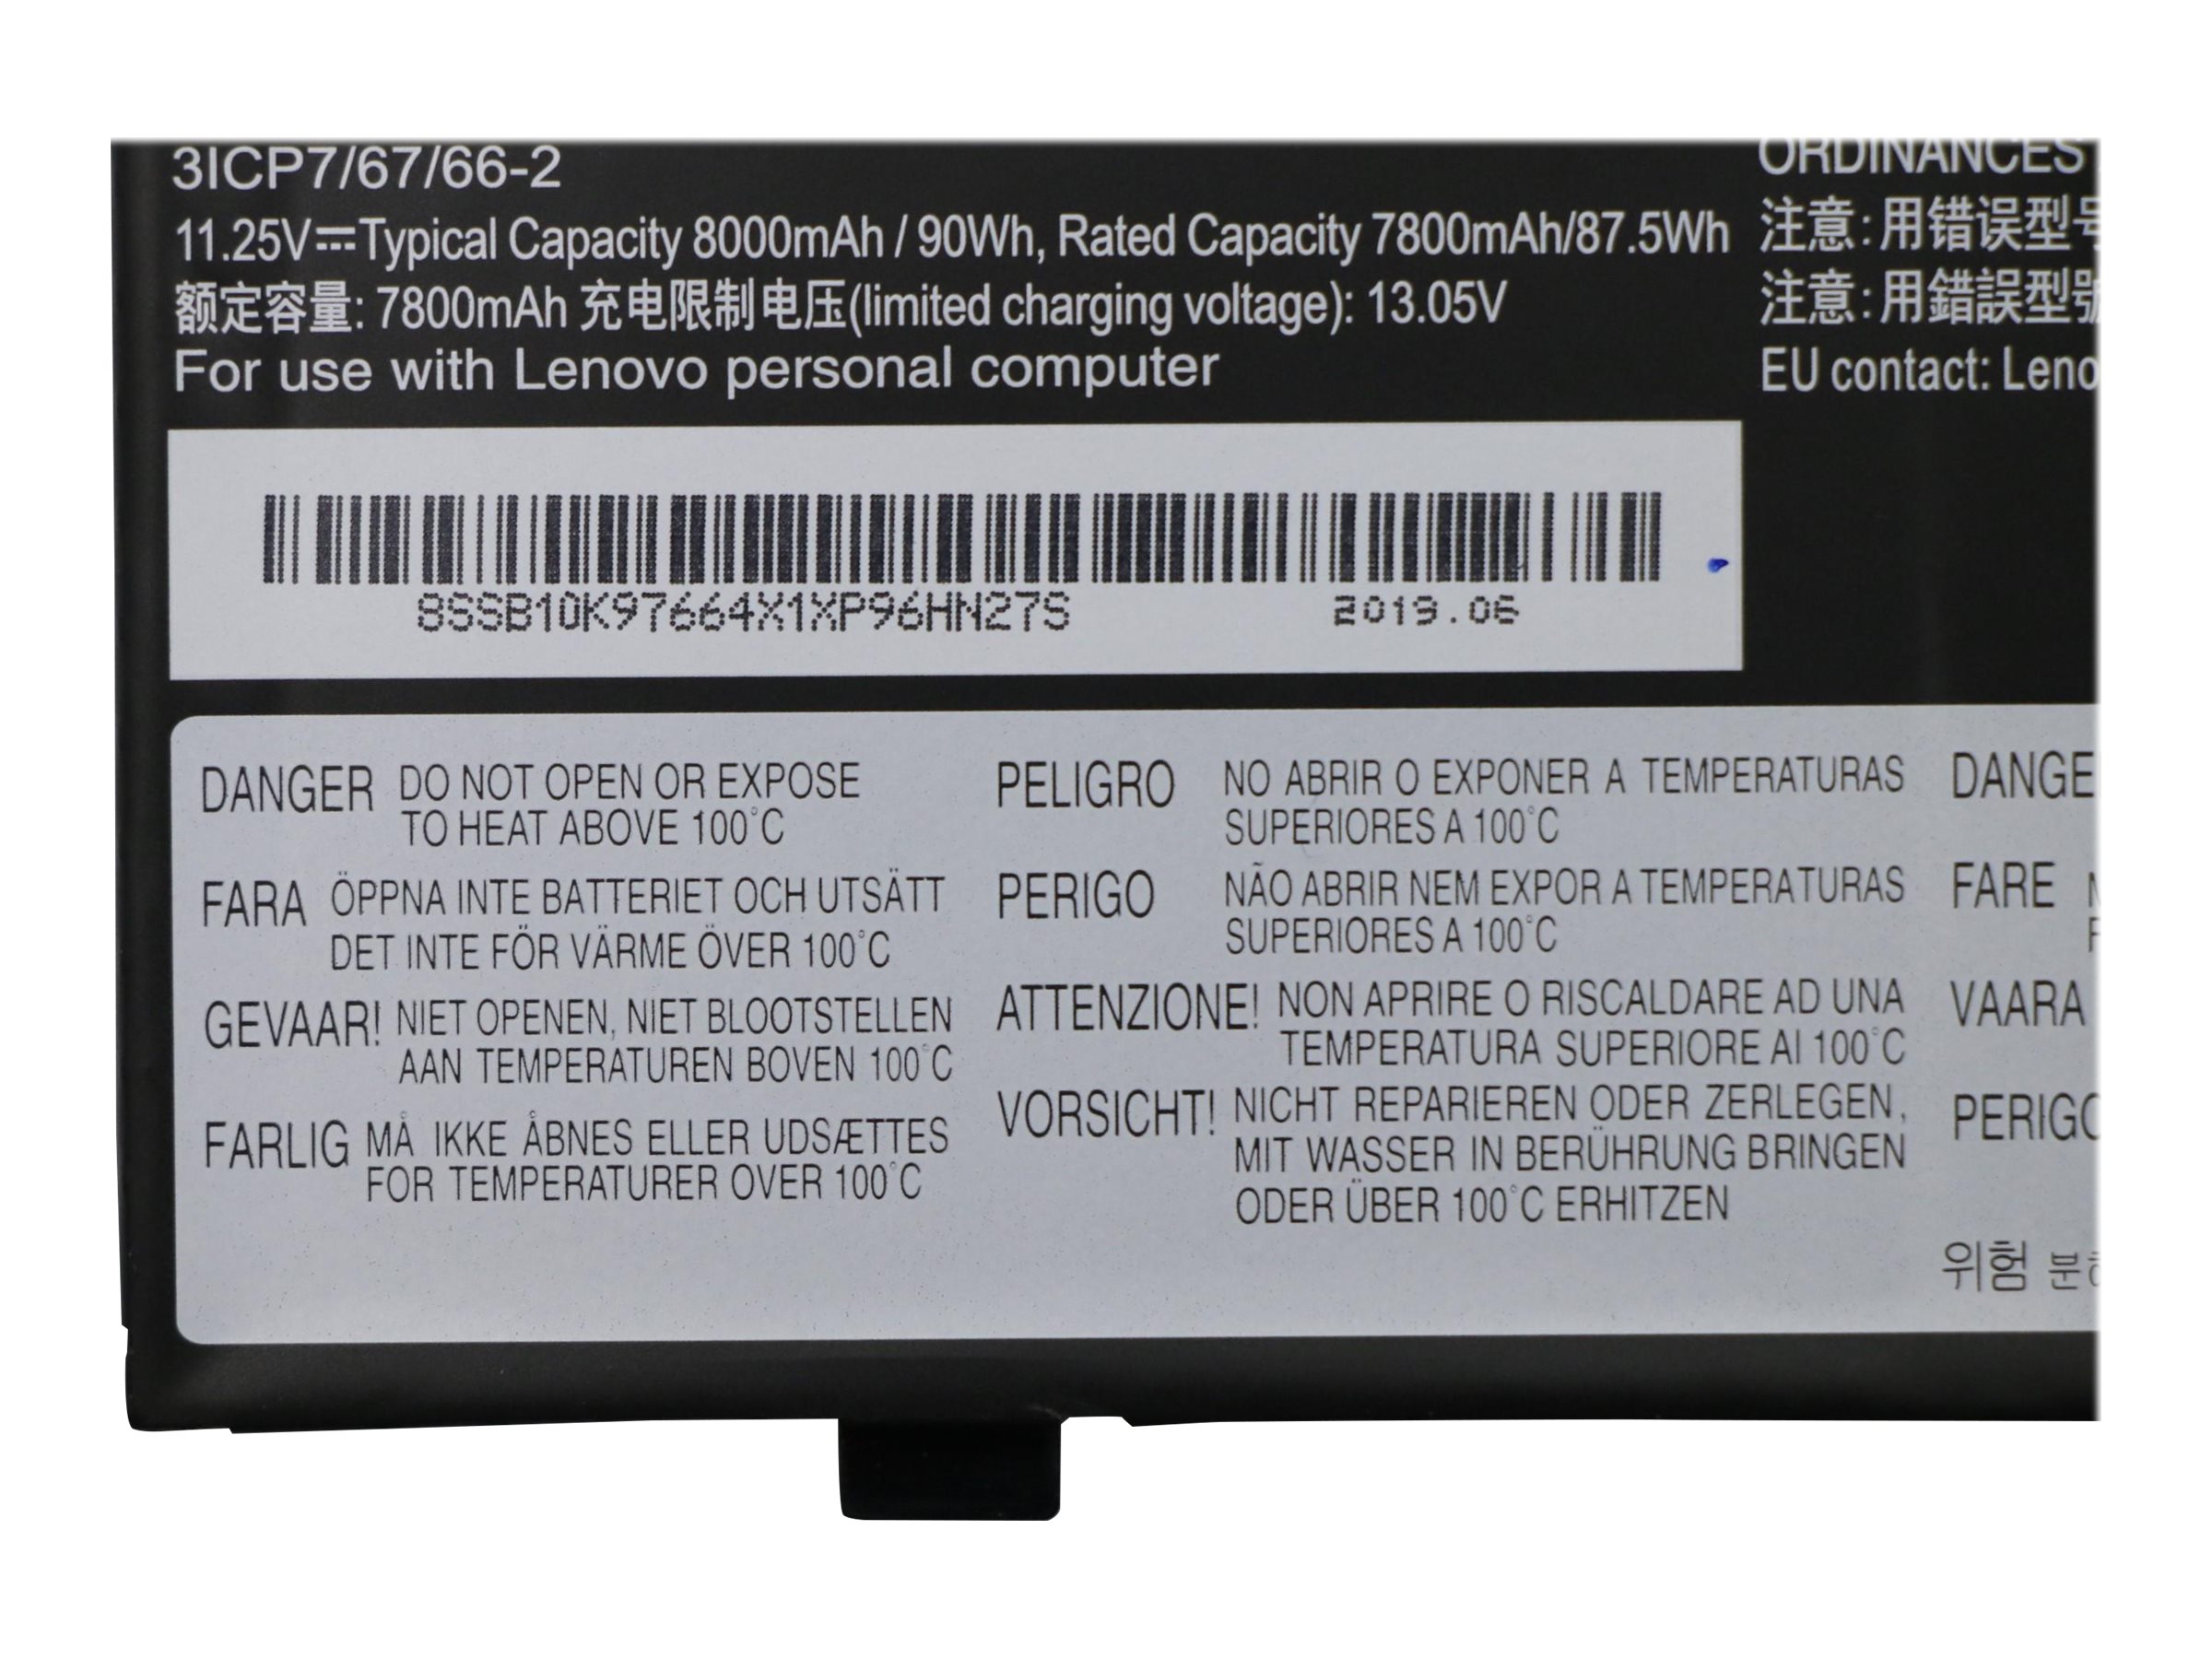 3ICP7/67/66-2
11.25V⎓Typical Capacity 8000mAh / 90Wh, Rated Capacity 7800mAh/87.5Wh
额定容量: 7800mAh 充电限制电压(limited charging voltage): 13.05V
For use with Lenovo personal computer
ORDINANCES
注意:用错误型号
注意:用錯誤型號
EU contact: Leno
8SSB10K97664X1XP96HN27S
2019.06
DANGER DO NOT OPEN OR EXPOSE
TO HEAT ABOVE 100°C
FARA ÖPPNA INTE BATTERIET OCH UTSÄTT
DET INTE FÖR VÄRME ÖVER 100°C
GEVAAR! NIET OPENEN, NIET BLOOTSTELLEN
AAN TEMPERATUREN BOVEN 100°C
FARLIG MÅ IKKE ÅBNES ELLER UDSÆTTES
FOR TEMPERATURER OVER 100°C
PELIGRO NO ABRIR O EXPONER A TEMPERATURAS
SUPERIORES A 100°C
PERIGO NÃO ABRIR NEM EXPOR A TEMPERATURAS
SUPERIORES A 100°C
ATTENZIONE! NON APRIRE O RISCALDARE AD UNA
TEMPERATURA SUPERIORE AI 100°C
VORSICHT! NICHT REPARIEREN ODER ZERLEGEN,
MIT WASSER IN BERÜHRUNG BRINGEN
ODER ÜBER 100°C ERHITZEN
DANGE
FARE
VAARA
PERIGO
위험